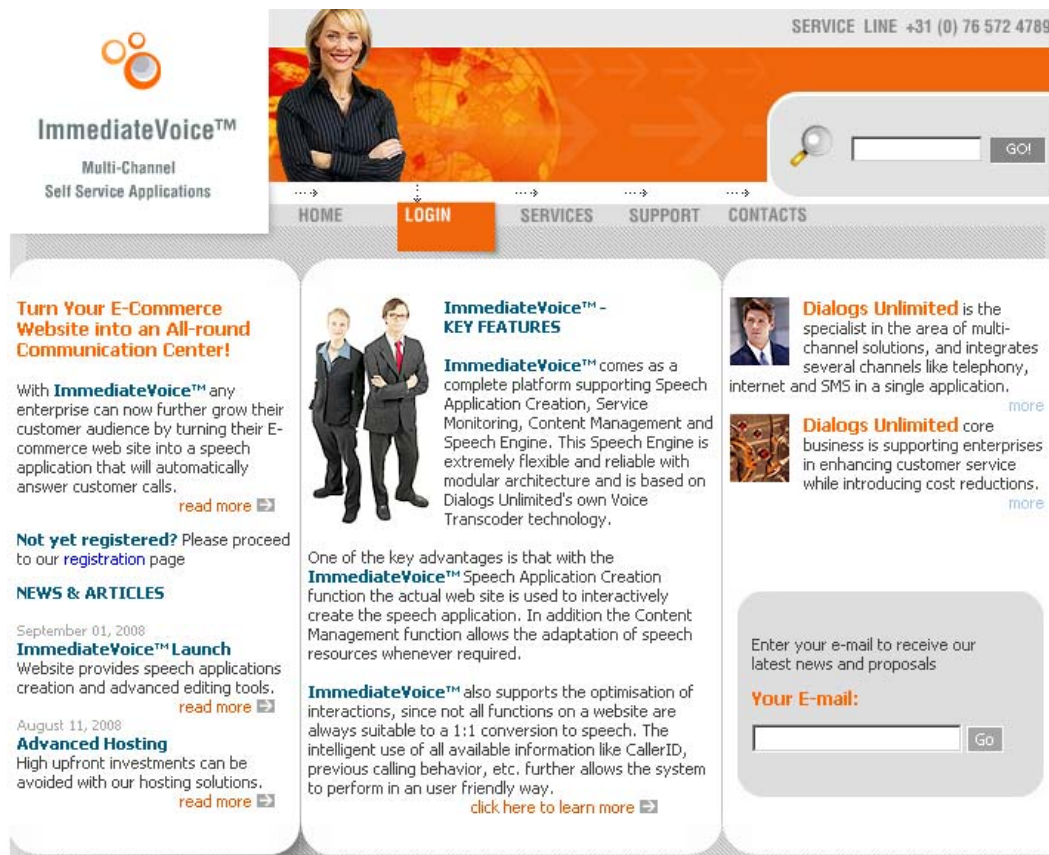 SERVICE LINE +31 (0) 76 572 4789
ImmediateVoice™
Multi-Channel
Self Service Applications
GO!
HOME
LOGIN
SERVICES
SUPPORT
CONTACTS
Turn Your E-Commerce
Website into an All-round
Communication Center!
With ImmediateVoice™ any
enterprise can now further grow their
customer audience by turning their E-
commerce web site into a speech
application that will automatically
answer customer calls.
read more
Not yet registered? Please proceed
to our registration page
NEWS & ARTICLES
September 01, 2008
ImmediateVoice™ Launch
Website provides speech applications
creation and advanced editing tools.
read more
August 11, 2008
Advanced Hosting
High upfront investments can be
avoided with our hosting solutions.
read more
ImmediateVoice™ -
KEY FEATURES
ImmediateVoice™ comes as a
complete platform supporting Speech
Application Creation, Service
Monitoring, Content Management and
Speech Engine. This Speech Engine is
extremely flexible and reliable with
modular architecture and is based on
Dialogs Unlimited's own Voice
Transcoder technology.
One of the key advantages is that with the
ImmediateVoice™ Speech Application Creation
function the actual web site is used to interactively
create the speech application. In addition the Content
Management function allows the adaptation of speech
resources whenever required.
ImmediateVoice™ also supports the optimisation of
interactions, since not all functions on a website are
always suitable to a 1:1 conversion to speech. The
intelligent use of all available information like CallerID,
previous calling behavior, etc. further allows the system
to perform in an user friendly way.
click here to learn more
Dialogs Unlimited is the
specialist in the area of multi-
channel solutions, and integrates
several channels like telephony,
internet and SMS in a single application.
more
Dialogs Unlimited core
business is supporting enterprises
in enhancing customer service
while introducing cost reductions.
more
Enter your e-mail to receive our
latest news and proposals
Your E-mail:
Go